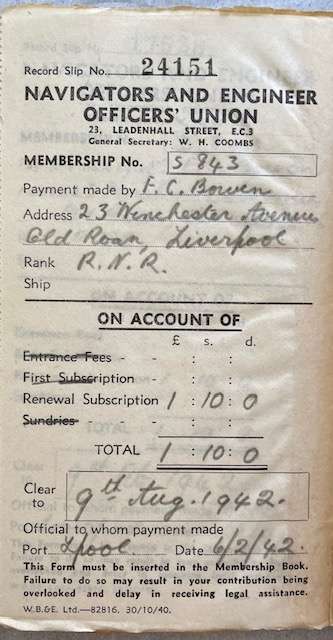 Record Slip No. 24151
NAVIGATORS AND ENGINEER
OFFICERS' UNION
23, LEADENHALL STREET, E.C.3
General Secretary: W. H. COOMBS
MEMBERSHIP No. S 843
Payment made by F. C. Bowen
Address 23 Winchester Avenue
Old Roan, Liverpool
Rank R.N.R.
Ship
ON ACCOUNT OF
£ s. d.
Entrance Fees - - : :
First Subscription - : :
Renewal Subscription 1 : 10 : 0
Sundries - - - : :
TOTAL 1 : 10 : 0
Clear to 9th Aug. 1942.
Official to whom payment made
Port L'pool. Date 6/2/42.
This Form must be inserted in the Membership Book.
Failure to do so may result in your contribution being
overlooked and delay in receiving legal assistance.
W.B.&E. Ltd.—82816. 30/10/40.